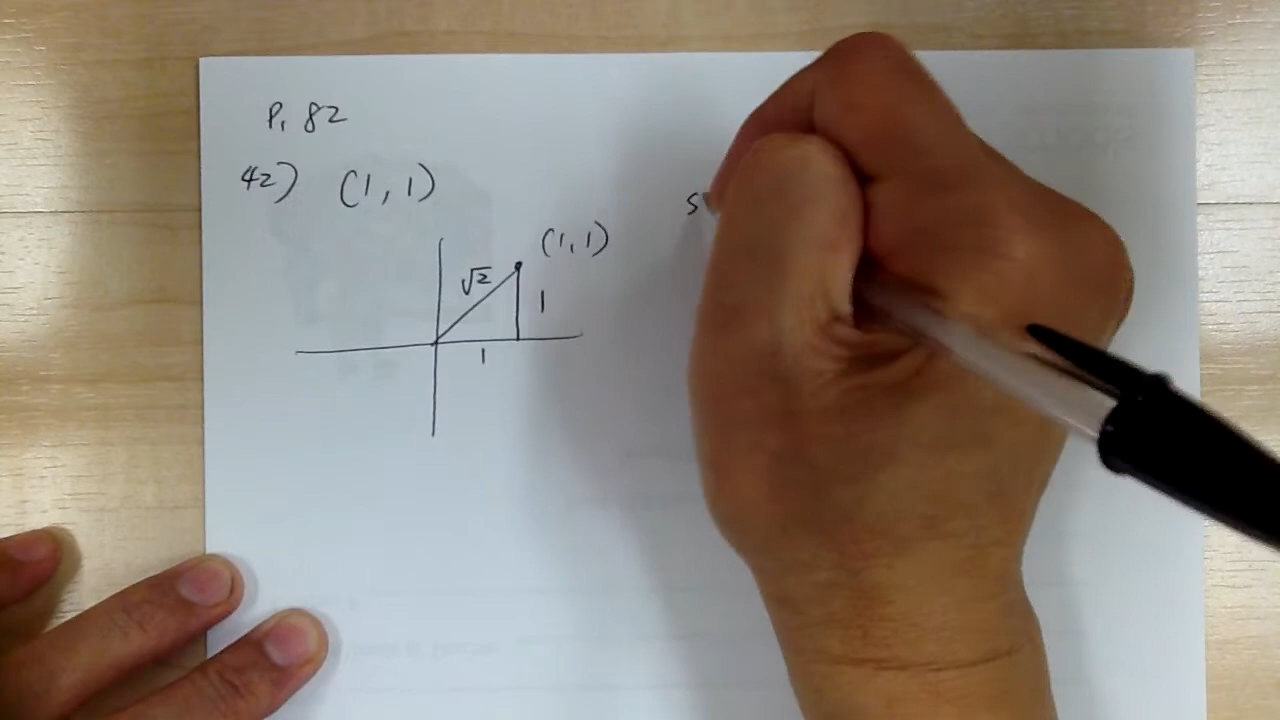 P. 82
42) (1, 1)
(1, 1)
√2
1
1
s